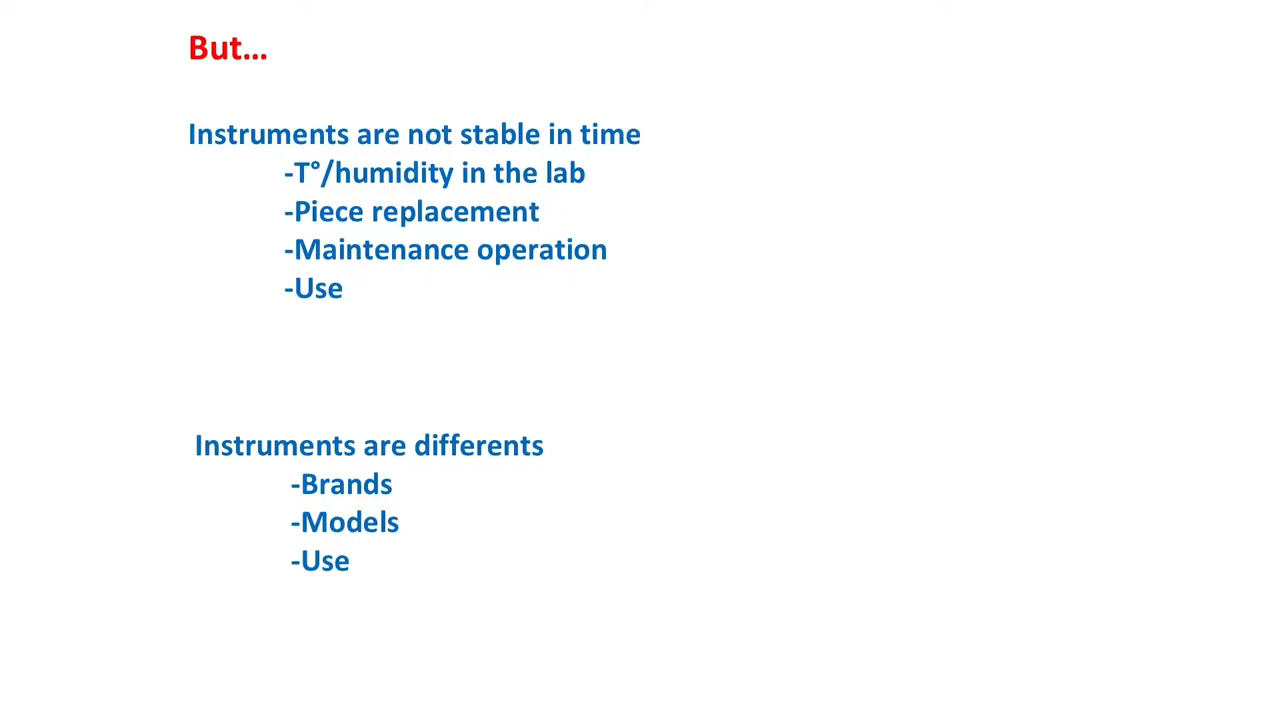 But...
Instruments are not stable in time
-T°/humidity in the lab
-Piece replacement
-Maintenance operation
-Use
Instruments are differents
-Brands
-Models
-Use